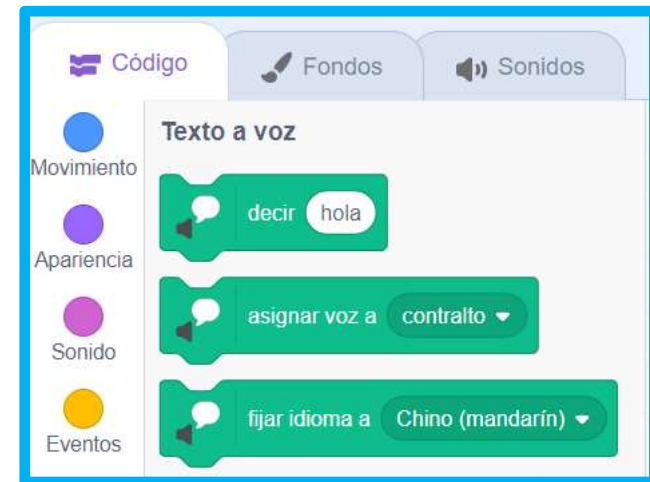 Código
Fondos
Sonidos
Movimiento
Apariencia
Sonido
Eventos
Texto a voz
decir hola
asignar voz a contralto
fijar idioma a Chino (mandarín)